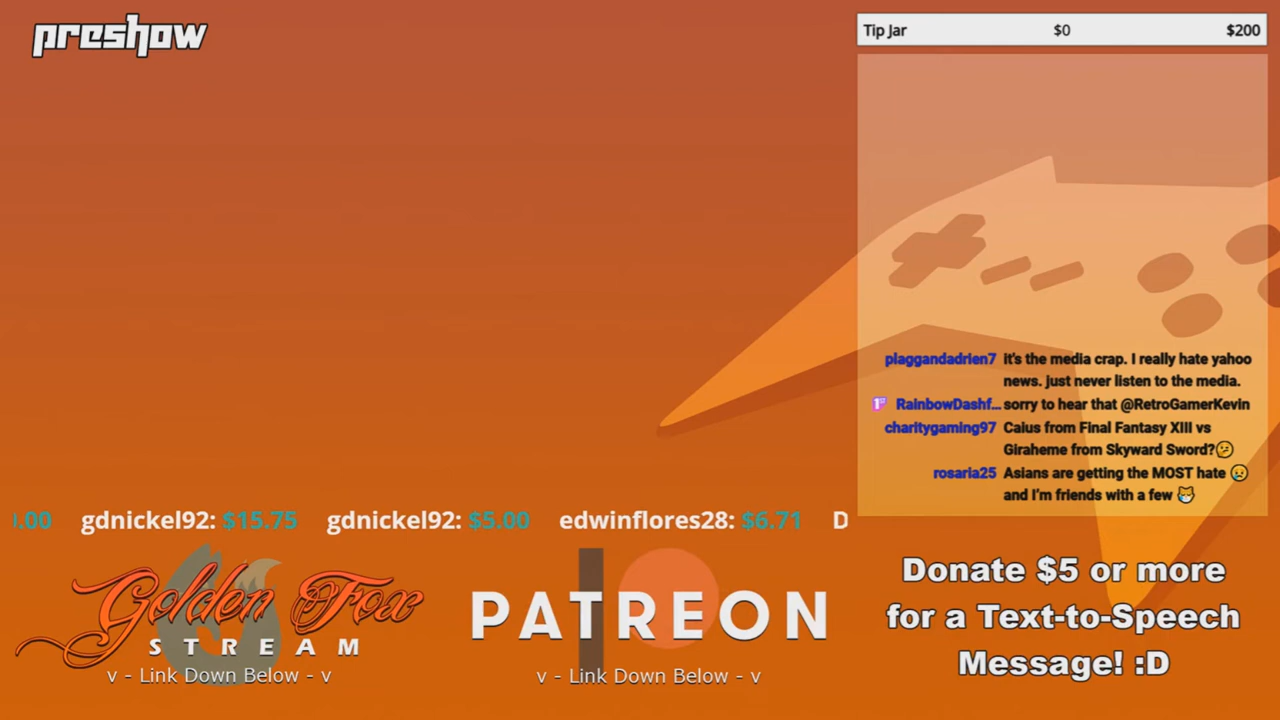 preshow
Tip Jar $0 $200
plaggandadrien7 it's the media crap. I really hate yahoo
news. just never listen to the media.
RainbowDashf... sorry to hear that @RetroGamerKevin
charitygaming97 Caius from Final Fantasy XIII vs
Giraheme from Skyward Sword?🤔
rosaria25 Asians are getting the MOST hate 😢
and I'm friends with a few 😹
.00 gdnickel92: $15.75 gdnickel92: $5.00 edwinflores28: $6.71 D
Golden Fox
STREAM
v - Link Down Below - v
PATREON
v - Link Down Below - v
Donate $5 or more
for a Text-to-Speech
Message! :D